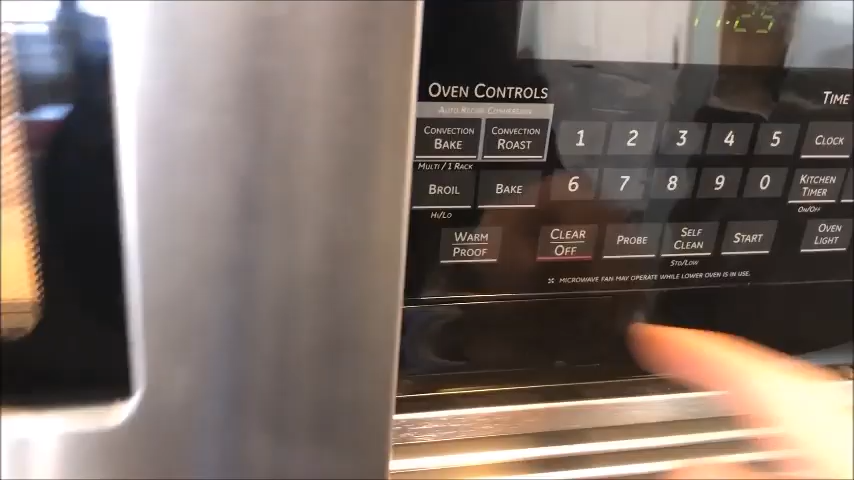 11:25
OVEN CONTROLS
TIME
AUTO RECIPE CONVERSION
CONVECTION BAKE
CONVECTION ROAST
1 2 3 4 5
CLOCK
MULTI / 1 RACK
BROIL
BAKE
6 7 8 9 0
KITCHEN TIMER
HI/LO
ON/OFF
WARM
PROOF
CLEAR
OFF
PROBE
SELF CLEAN
START
OVEN LIGHT
STD/LOW
MICROWAVE FAN MAY OPERATE WHILE LOWER OVEN IS IN USE.